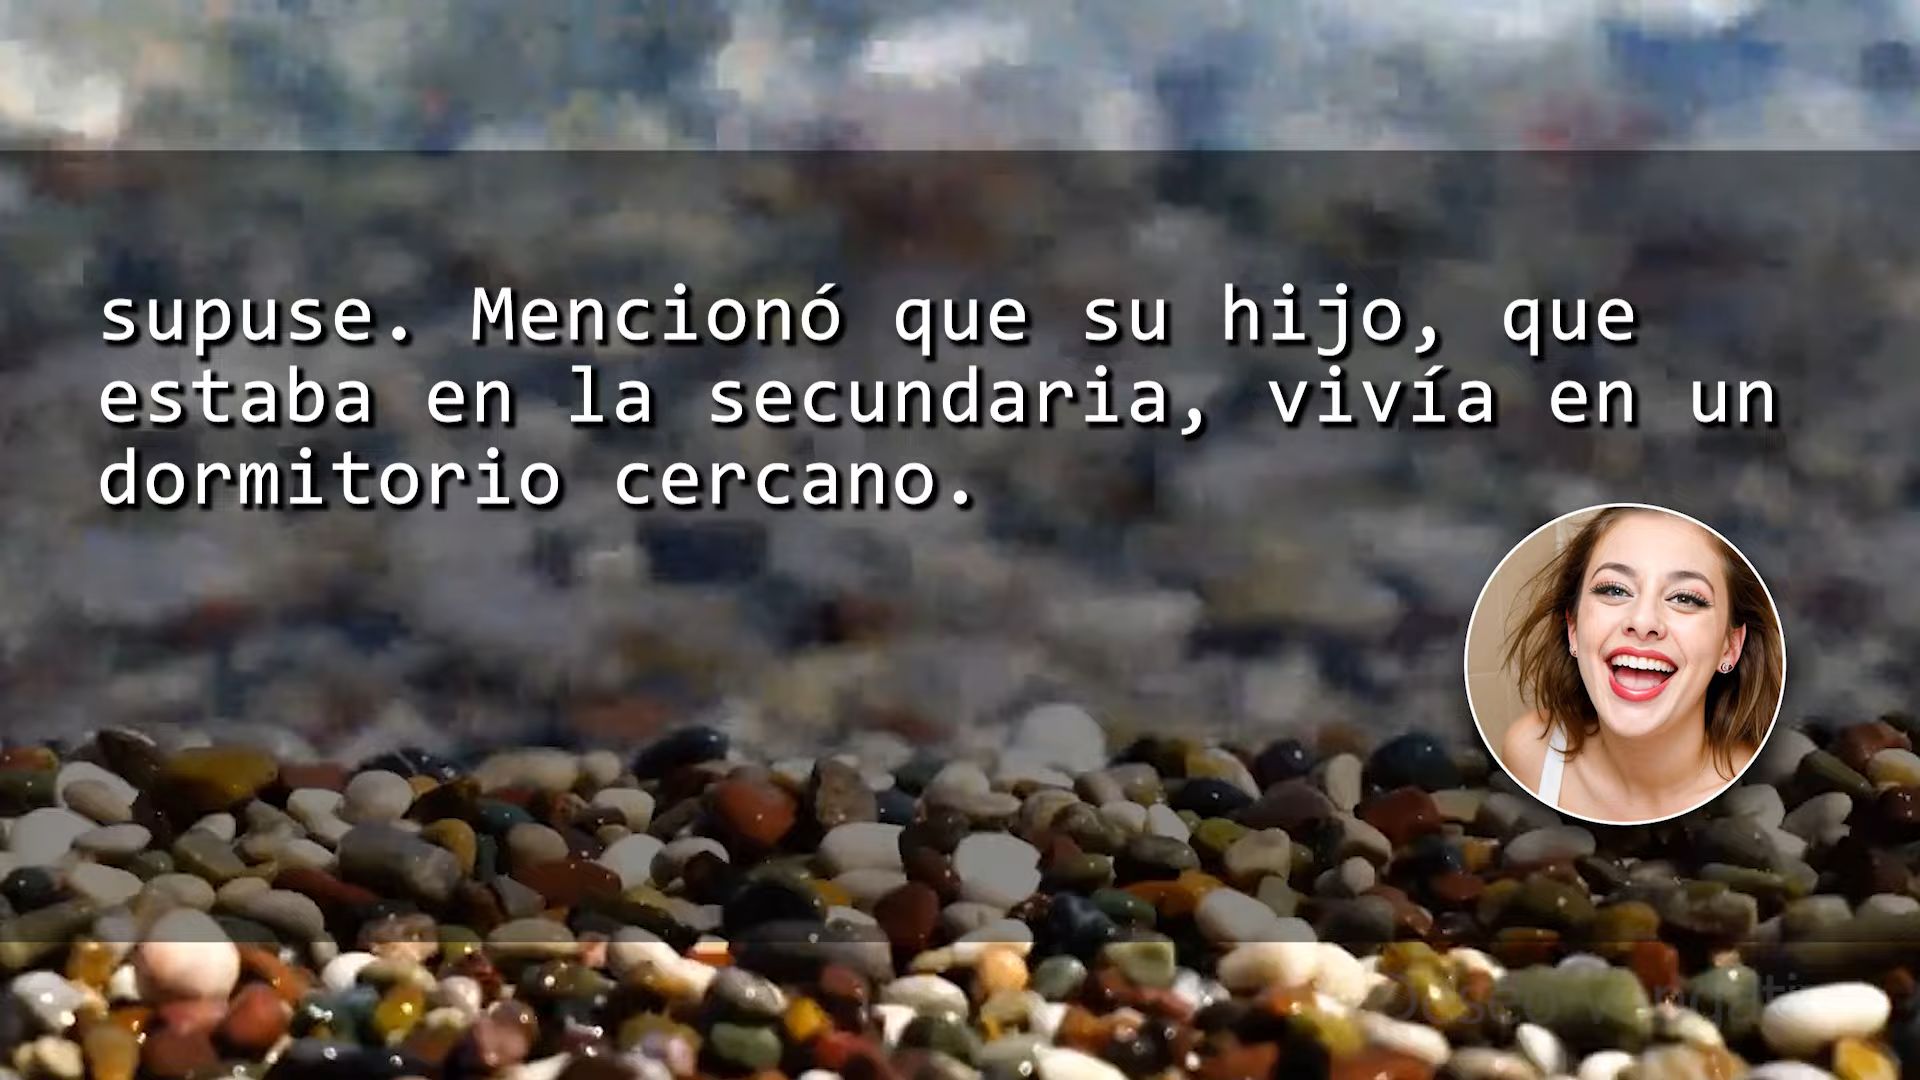 supuse. Mencionó que su hijo, que
estaba en la secundaria, vivía en un
dormitorio cercano.